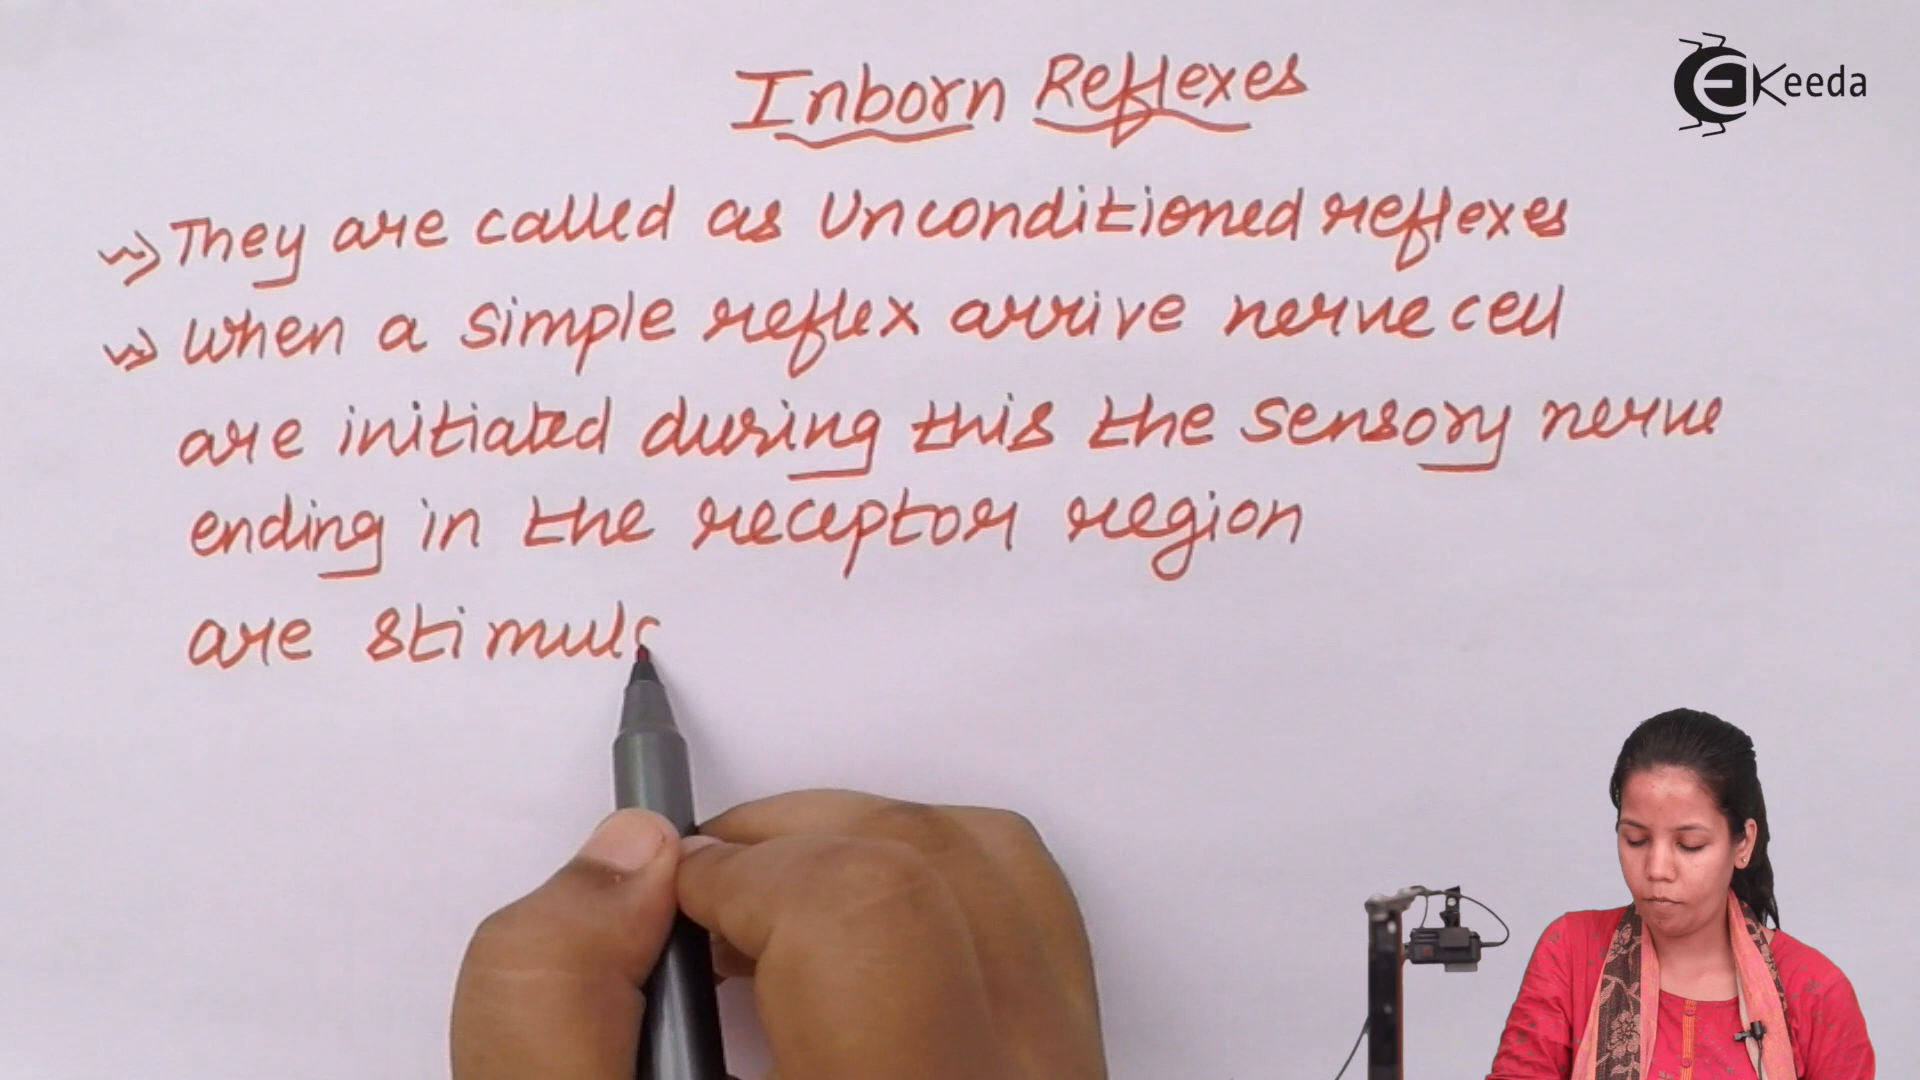 Inborn Reflexes
EKeeda
They are called as Unconditioned reflexes
When a simple reflex arrive nerve cell
are initiated during this the sensory nerve
ending in the receptor region
are stimul